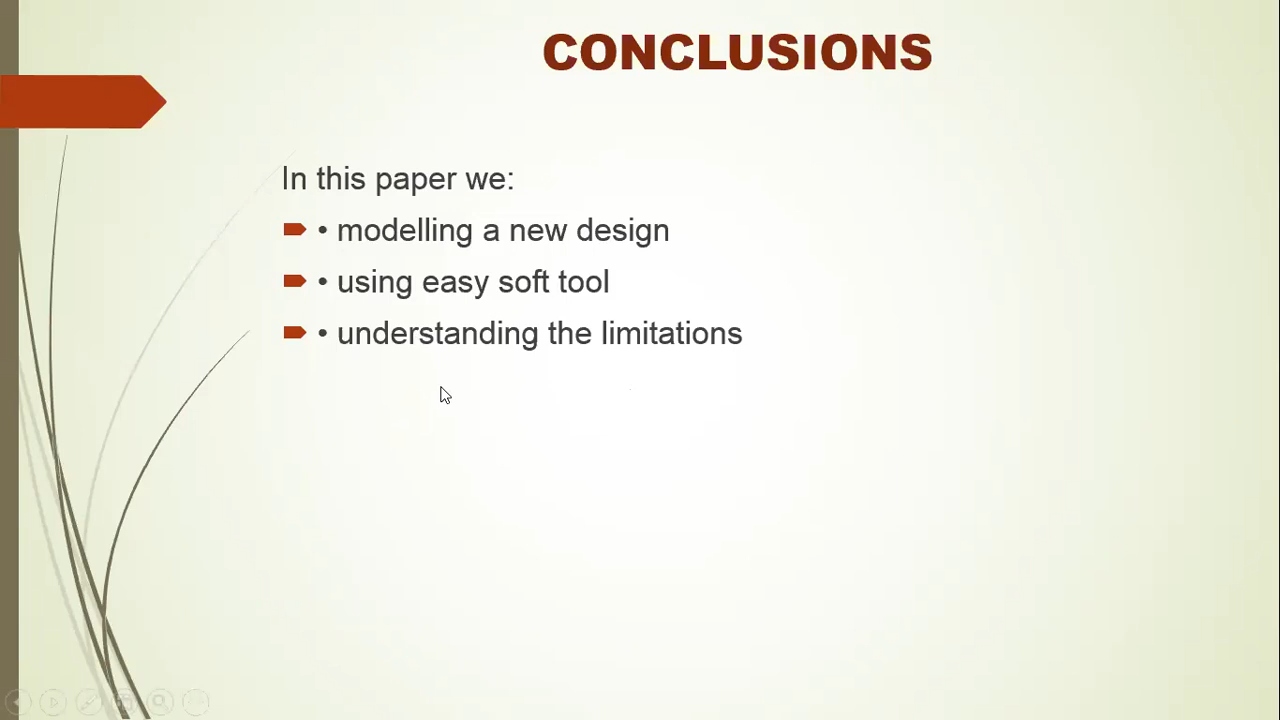 CONCLUSIONS
In this paper we:
• modelling a new design
• using easy soft tool
• understanding the limitations